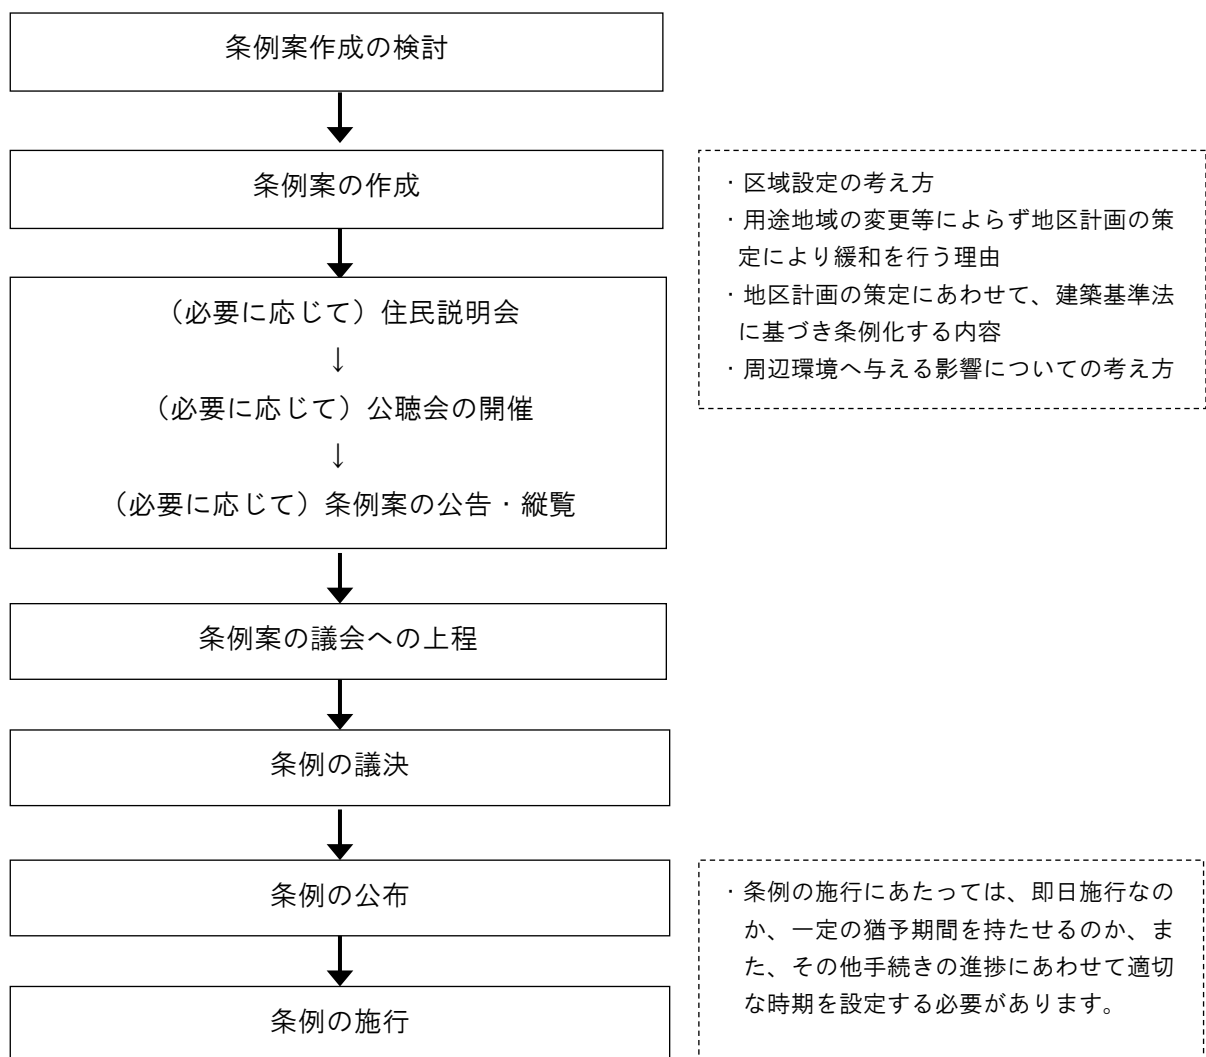 条例案作成の検討
条例案の作成
・区域設定の考え方
・用途地域の変更等によらず地区計画の策
定により緩和を行う理由
・地区計画の策定にあわせて、建築基準法
に基づき条例化する内容
・周辺環境へ与える影響についての考え方
（必要に応じて）住民説明会
↓
（必要に応じて）公聴会の開催
↓
（必要に応じて）条例案の公告・縦覧
条例案の議会への上程
条例の議決
条例の公布
・条例の施行にあたっては、即日施行なの
か、一定の猶予期間を持たせるのか、ま
た、その他手続きの進捗にあわせて適切
な時期を設定する必要があります。
条例の施行